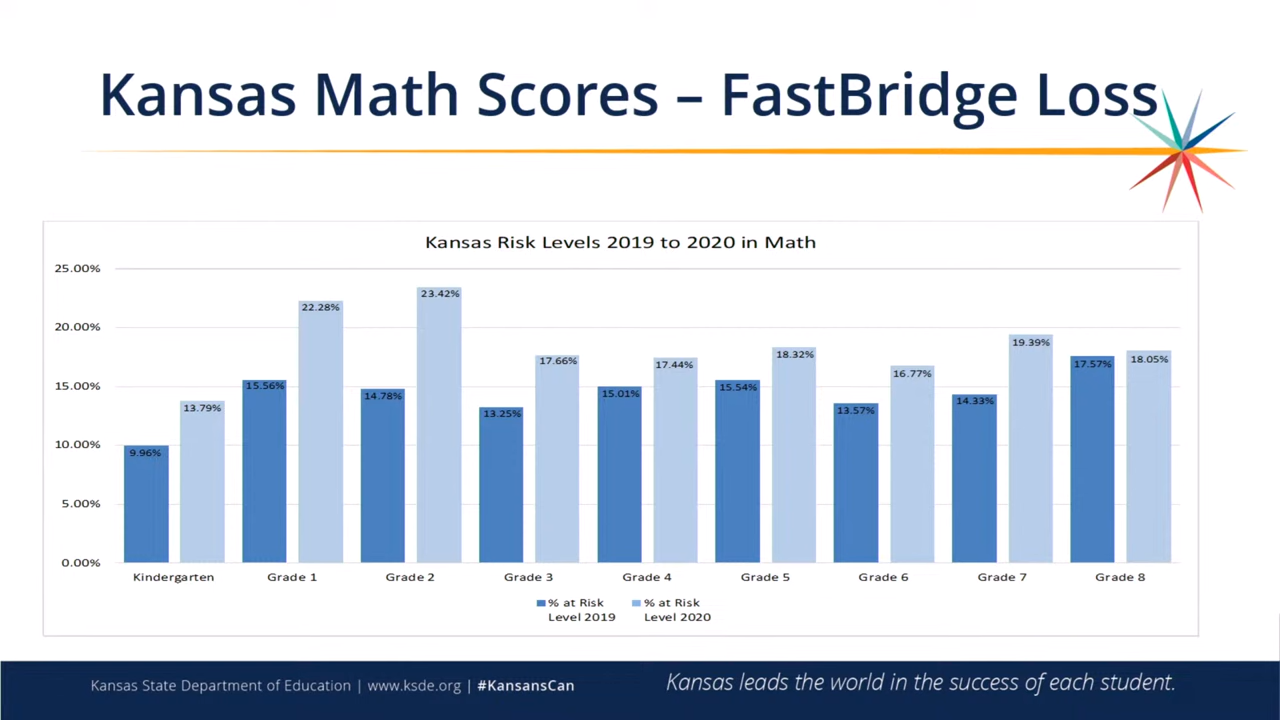 Kansas Math Scores – FastBridge Loss
Kansas Risk Levels 2019 to 2020 in Math
25.00%
20.00%
15.00%
10.00%
5.00%
0.00%
9.96%
13.79%
15.56%
22.28%
14.78%
23.42%
13.25%
17.66%
15.01%
17.44%
15.54%
18.32%
13.57%
16.77%
14.33%
19.39%
17.57%
18.05%
Kindergarten
Grade 1
Grade 2
Grade 3
Grade 4
Grade 5
Grade 6
Grade 7
Grade 8
% at Risk
Level 2019
% at Risk
Level 2020
Kansas State Department of Education | www.ksde.org | #KansansCan
Kansas leads the world in the success of each student.